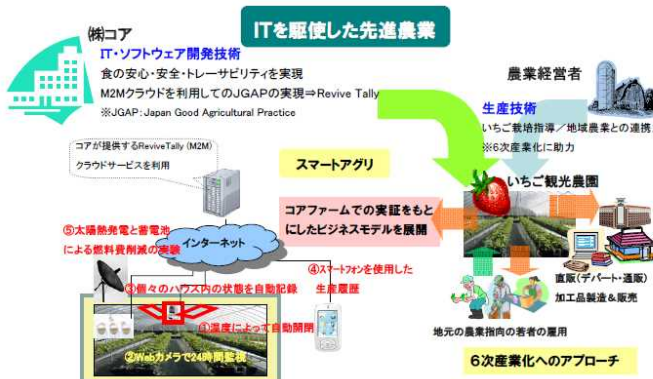 ITを駆使した先進農業
㈱コア
IT・ソフトウェア開発技術
食の安心・安全・トレーサビリティを実現
M2Mクラウドを利用してのJGAPの実現⇒Revive Tally
※JGAP：Japan Good Agricultural Practice
農業経営者
生産技術
いちご栽培指導／地域農業との連携
※6次産業化に助力
コアが提供するReviveTally（M2M）
クラウドサービスを利用
スマートアグリ
いちご観光農園
コアファームでの実証をもと
にしたビジネスモデルを展開
⑤太陽熱発電と蓄電池
による燃料費削減の実験
インターネット
④スマートフォンを使用した
生産履歴
③個々のハウス内の状態を自動記録
①温度によって自動開閉
②Webカメラで24時間監視
直販（デパート・通販）
加工品製造＆販売
地元の農業指向の若者の雇用
6次産業化へのアプローチ